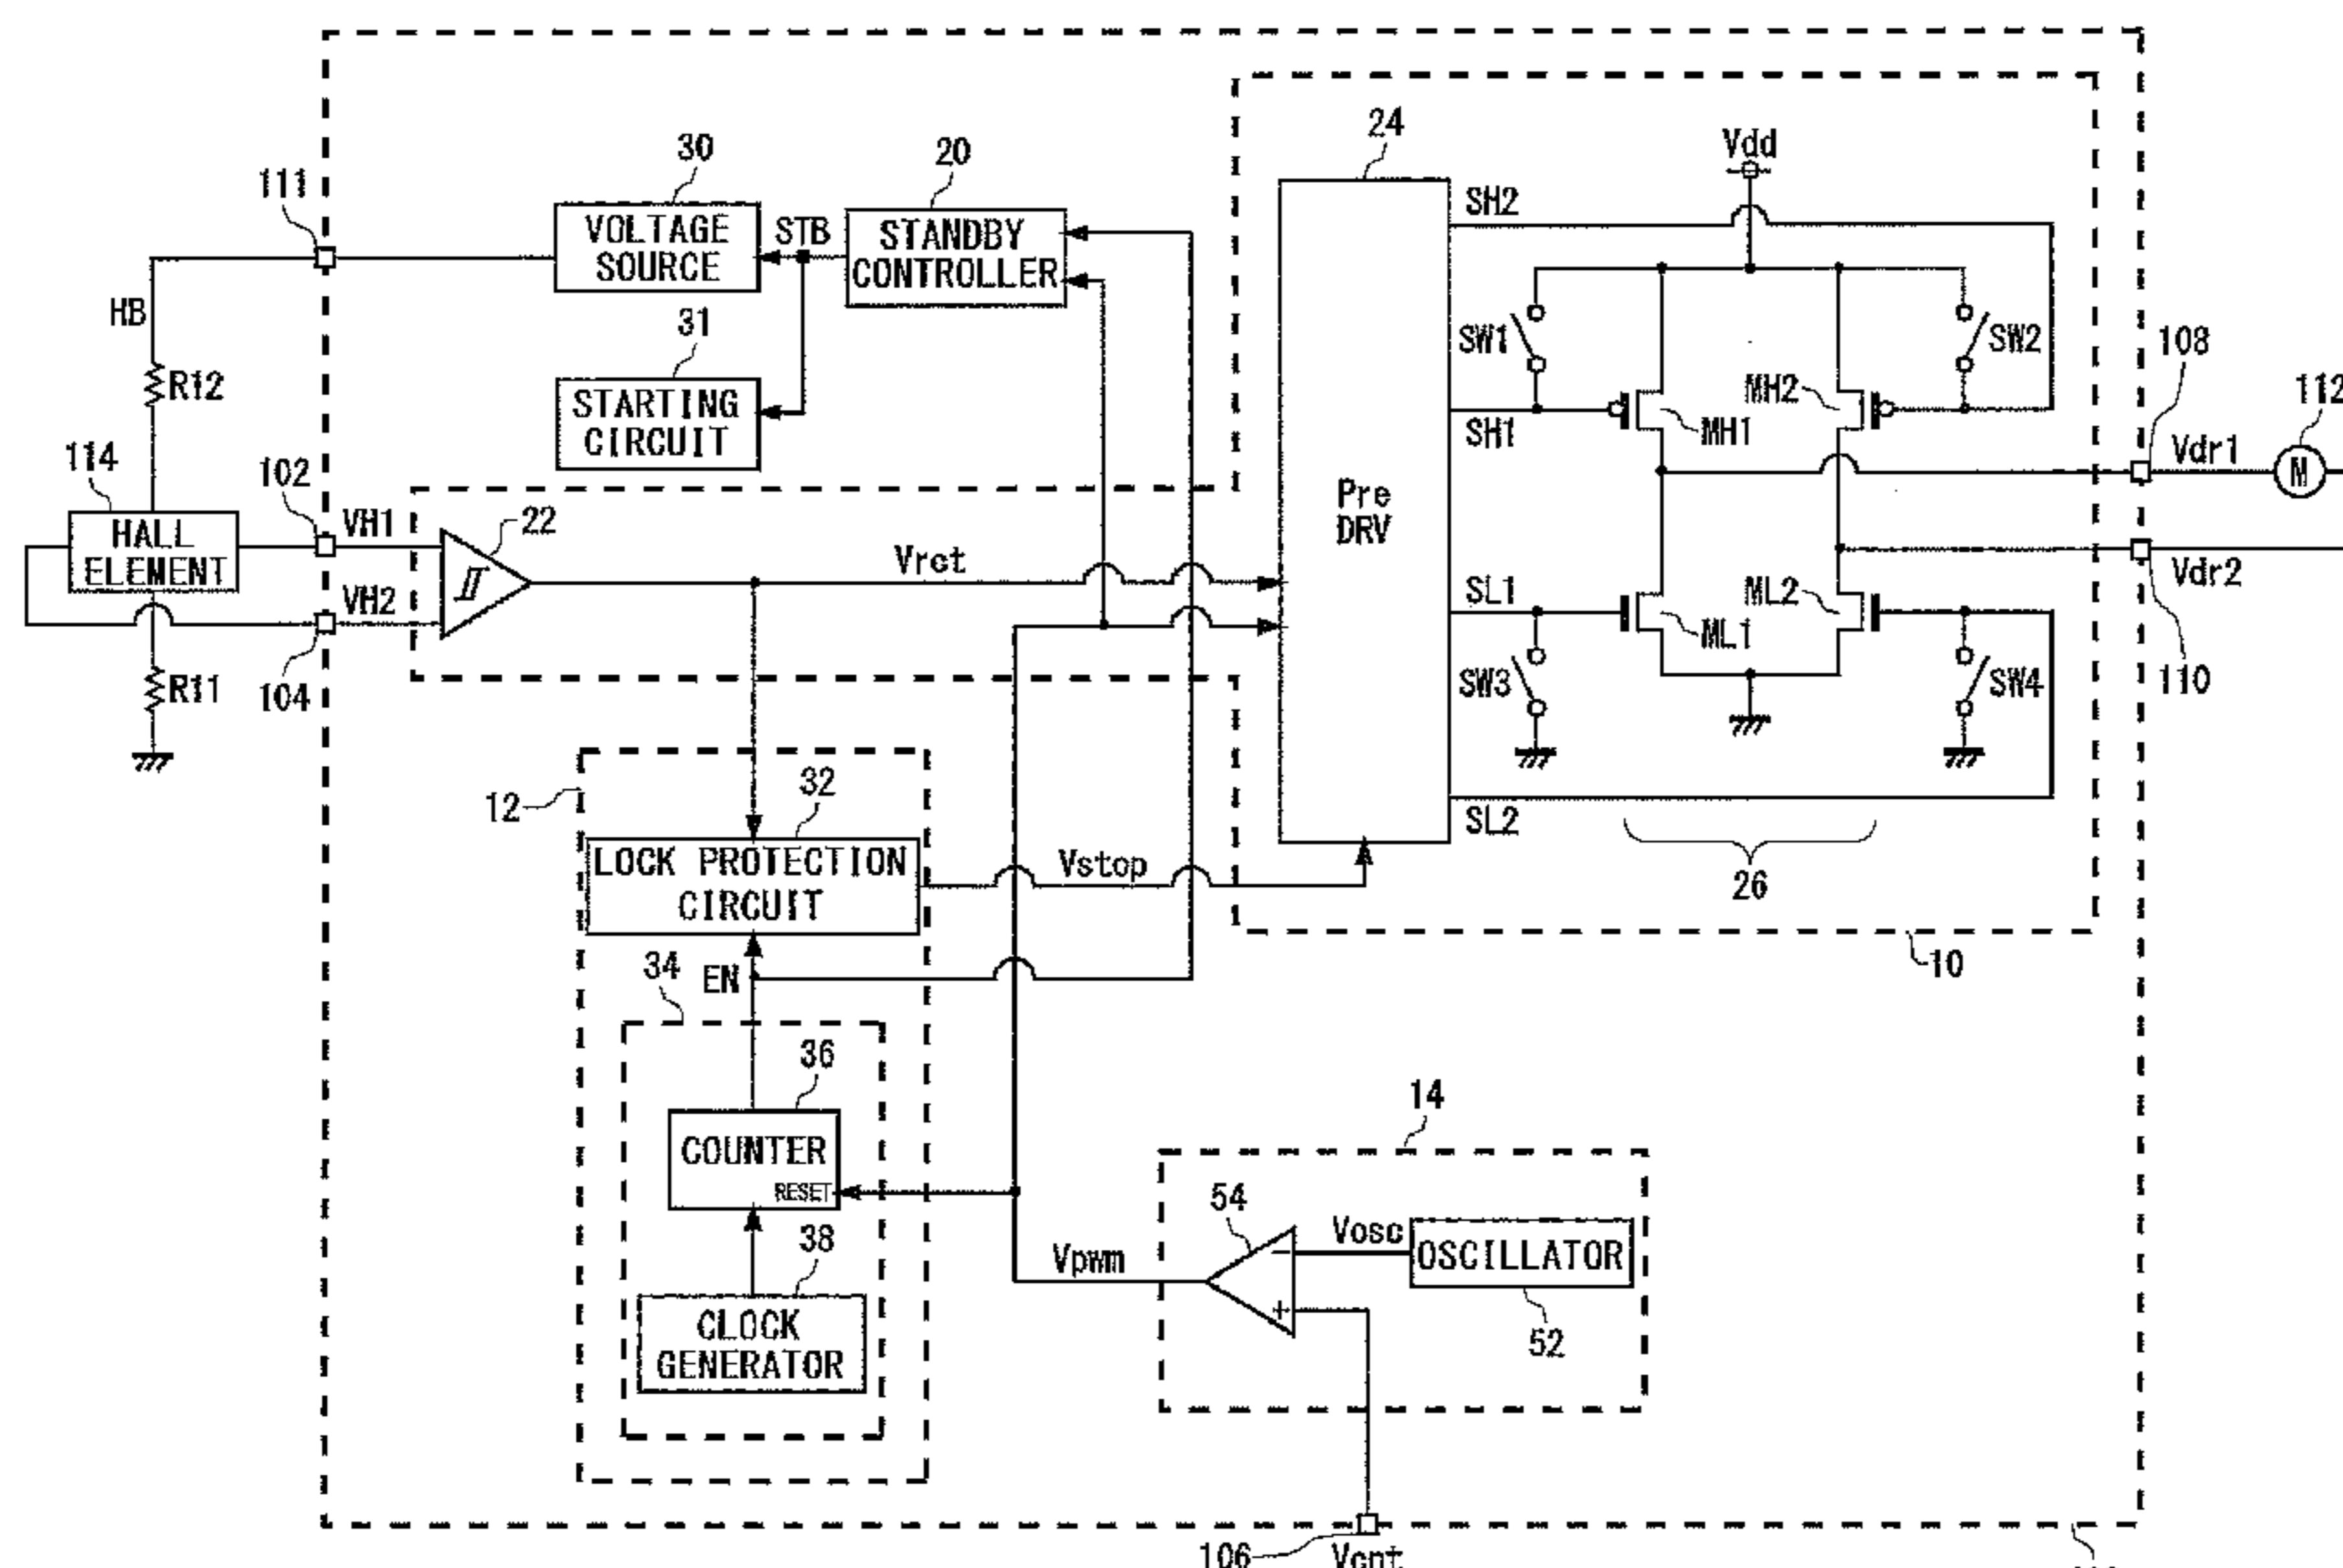 24
Vdd
30
20
111
SH2
VOLTAGE
SOURCE
STB
STANDBY
CONTROLLER
HB
31
SW1
SW2
108
R12
STARTING
CIRCUIT
MH2
112
SH1
MH1
114
102
Vdr1
M
HALL
ELEMENT
VH1
22
Pre
DRV
Vrot
VH2
SL1
ML2
Vdr2
ML1
R11
104
SW3
SW4
110
12
32
SL2
LOCK PROTECTION
CIRCUIT
Vstop
26
34
EN
10
36
14
COUNTER
RESET
54
Vosc
OSCILLATOR
38
Vpwm
−
+
CLOCK
GENERATOR
52
106
Vcnt